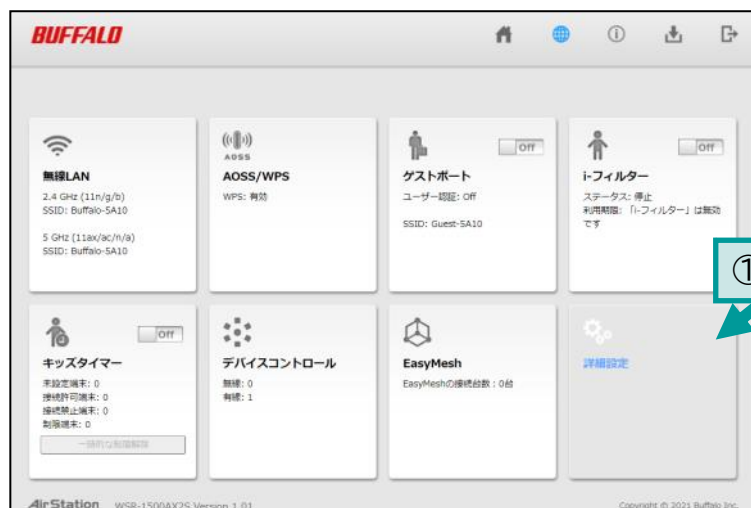 BUFFALO
無線LAN
2.4 GHz (11n/g/b)
SSID: Buffalo-5A10
5 GHz (11ax/ac/n/a)
SSID: Buffalo-5A10
AOSS
AOSS/WPS
WPS: 有効
Off
ゲストポート
ユーザー認証: Off
SSID: Guest-5A10
Off
i-フィルター
ステータス: 停止
利用期限: 「i-フィルター」は無効
です
①
Off
キッズタイマー
未設定端末: 0
接続許可端末: 0
接続禁止端末: 0
制限端末: 0
一時的な制限解除
デバイスコントロール
無線: 0
有線: 1
EasyMesh
EasyMeshの接続台数 : 0台
詳細設定
AirStation WSR-1500AX2S Version 1.01
Copyright © 2021 Buffalo Inc.